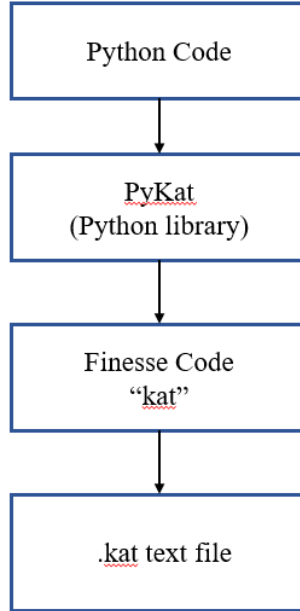 Python Code
PyKat
(Python library)
Finesse Code
“kat”
.kat text file